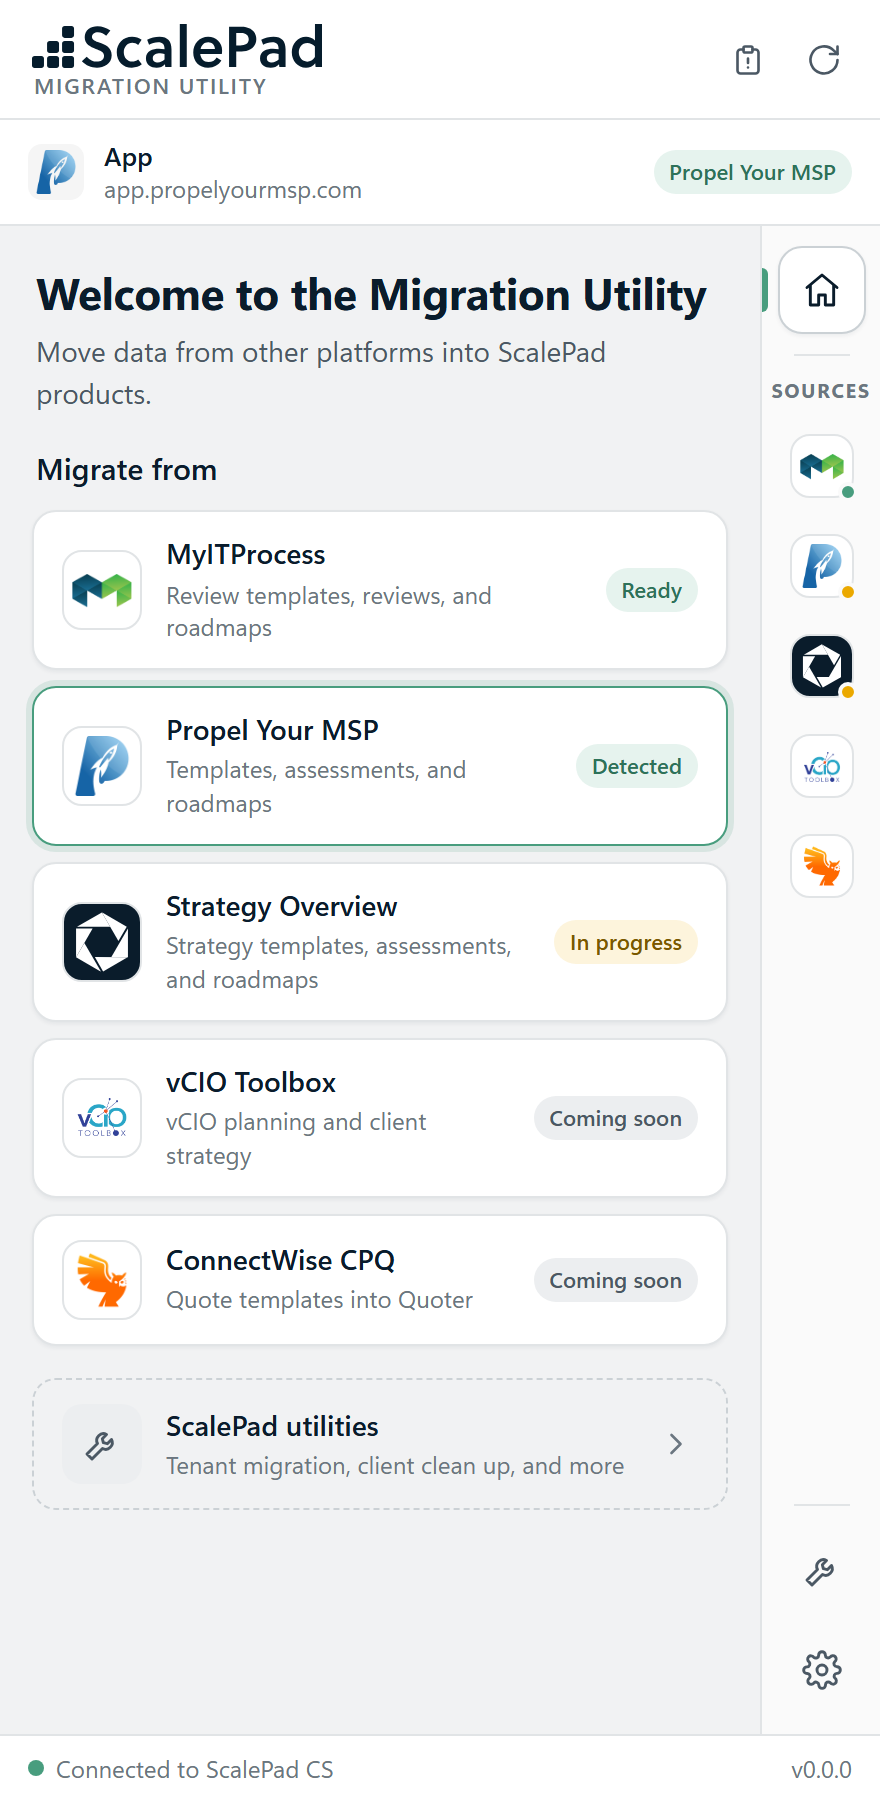 ScalePad
MIGRATION UTILITY
App
app.propelyourmsp.com
Propel Your MSP
Welcome to the Migration Utility
Move data from other platforms into ScalePad
products.
Migrate from
MyITProcess
Review templates, reviews, and
roadmaps
Ready
Propel Your MSP
Templates, assessments, and
roadmaps
Detected
Strategy Overview
Strategy templates, assessments,
and roadmaps
In progress
vCIO
TOOLBOX
vCIO Toolbox
vCIO planning and client
strategy
Coming soon
ConnectWise CPQ
Quote templates into Quoter
Coming soon
ScalePad utilities
Tenant migration, client clean up, and more
SOURCES
vCIO
TOOLBOX
Connected to ScalePad CS
v0.0.0